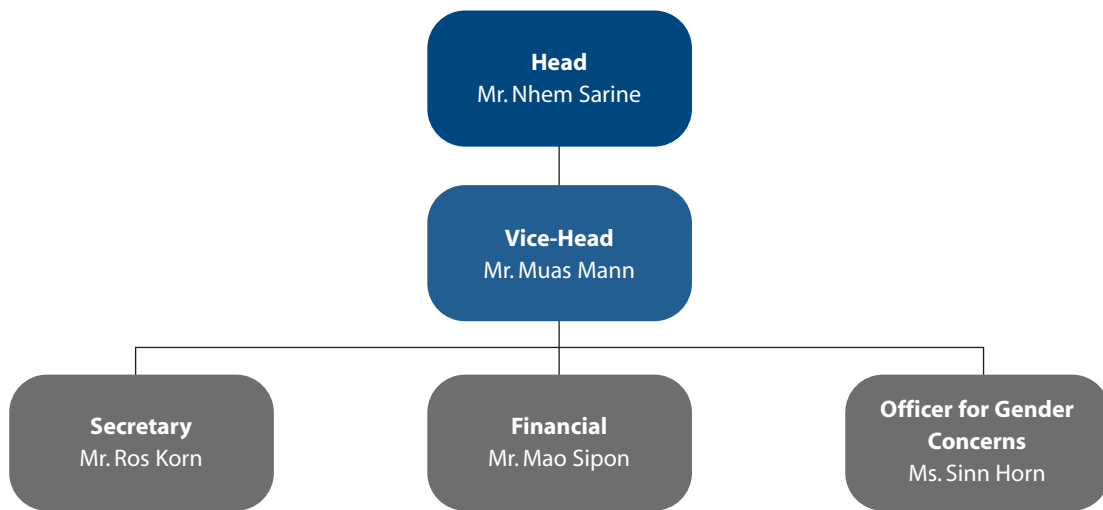 Head
Mr. Nhem Sarine
Vice-Head
Mr. Muas Mann
Secretary
Mr. Ros Korn
Financial
Mr. Mao Sipon
Officer for Gender
Concerns
Ms. Sinn Horn